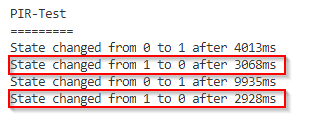 PIR-Test
=========
State changed from 0 to 1 after 4013ms
State changed from 1 to 0 after 3068ms
State changed from 0 to 1 after 9935ms
State changed from 1 to 0 after 2928ms